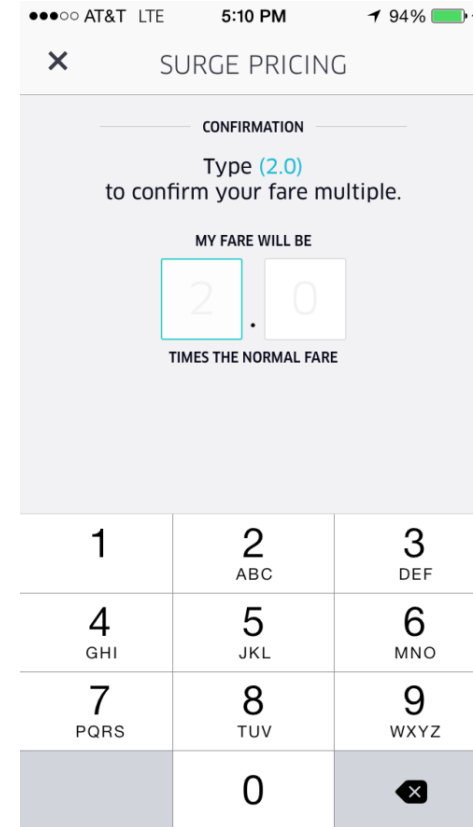 AT&T LTE 5:10 PM 94%
SURGE PRICING
CONFIRMATION
Type (2.0)
to confirm your fare multiple.
MY FARE WILL BE
2 . 0
TIMES THE NORMAL FARE
1 2 3
ABC DEF
4 5 6
GHI JKL MNO
7 8 9
PQRS TUV WXYZ
0